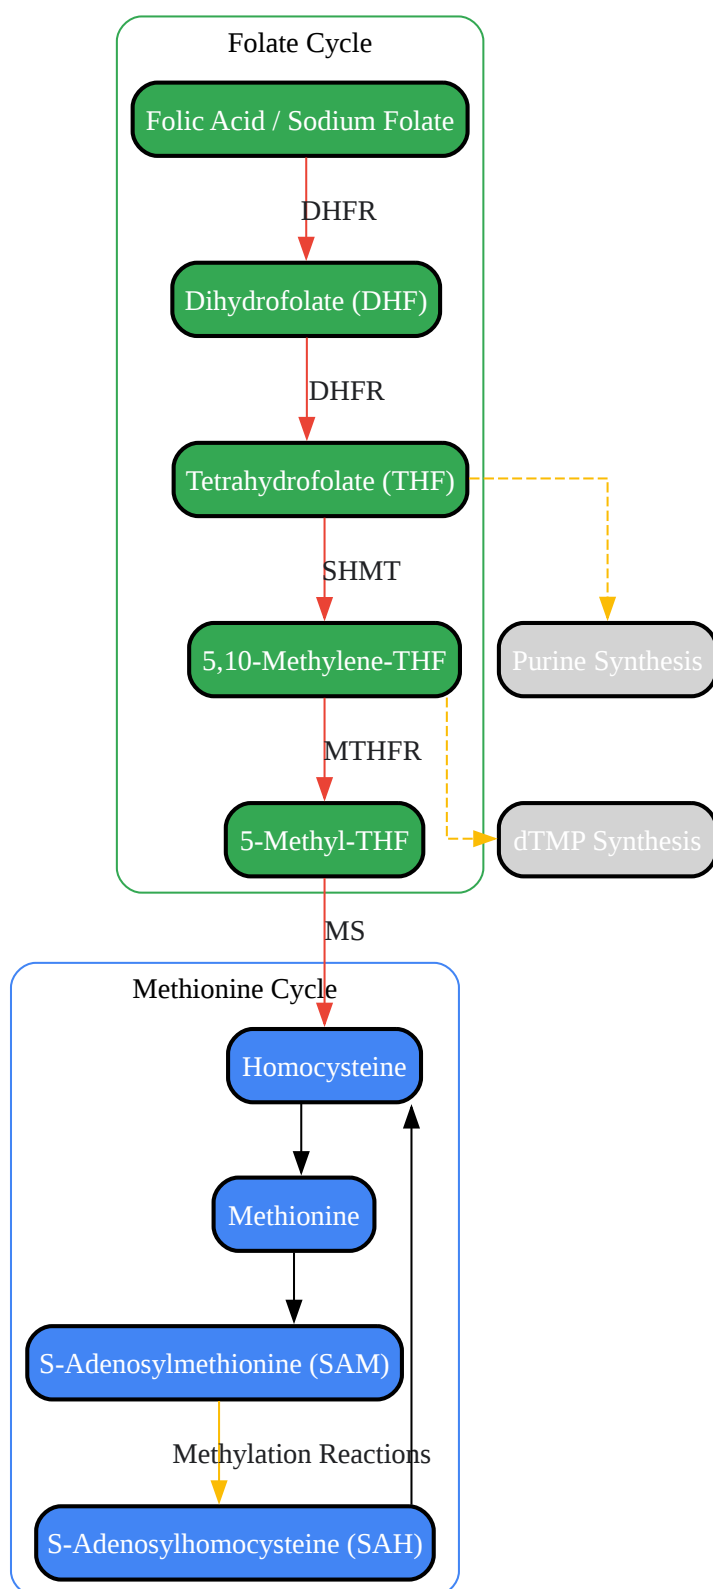 Folate Cycle
Folic Acid / Sodium Folate
DHFR
Dihydrofolate (DHF)
DHFR
Tetrahydrofolate (THF)
SHMT
5,10-Methylene-THF
Purine Synthesis
MTHFR
5-Methyl-THF
dTMP Synthesis
MS
Methionine Cycle
Homocysteine
Methionine
S-Adenosylmethionine (SAM)
Methylation Reactions
S-Adenosylhomocysteine (SAH)